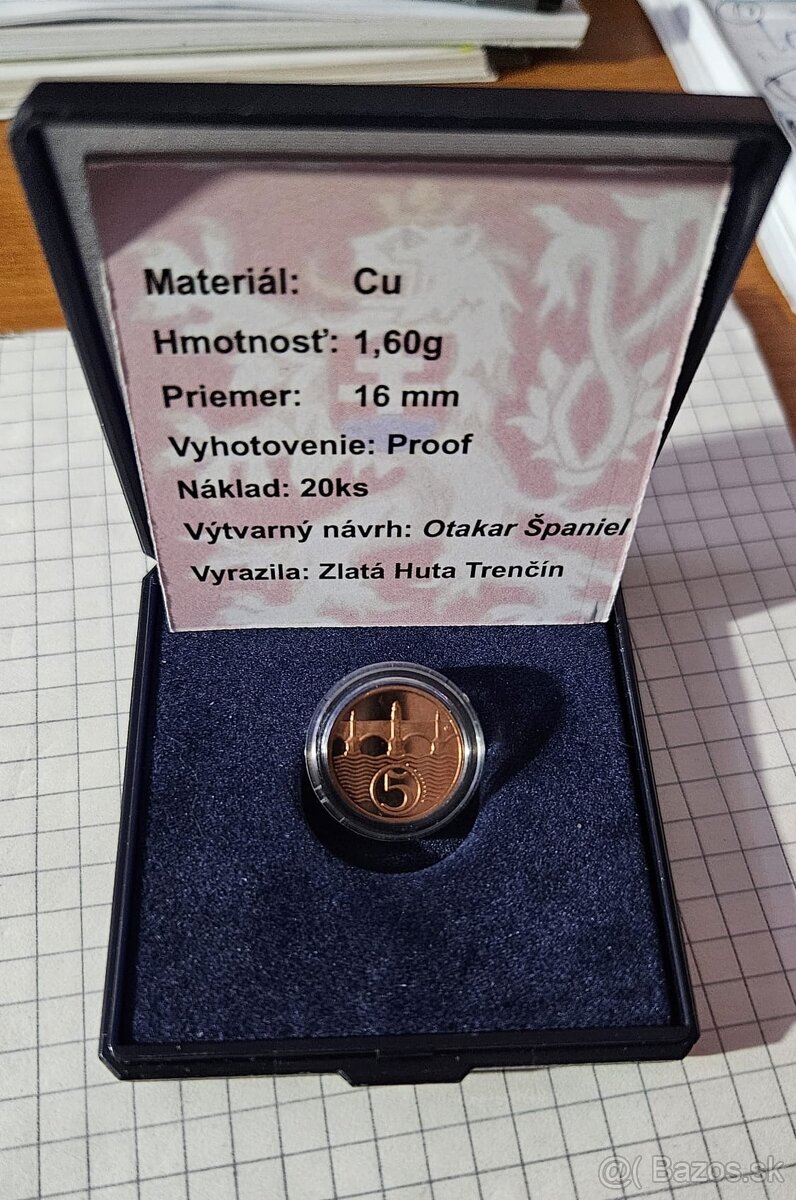 Materiál: Cu
Hmotnosť: 1,60g
Priemer: 16 mm
Vyhotovenie: Proof
Náklad: 20ks
Výtvarný návrh: Otakar Španiel
Vyrazila: Zlatá Huta Trenčín
5
@( Bazos.sk